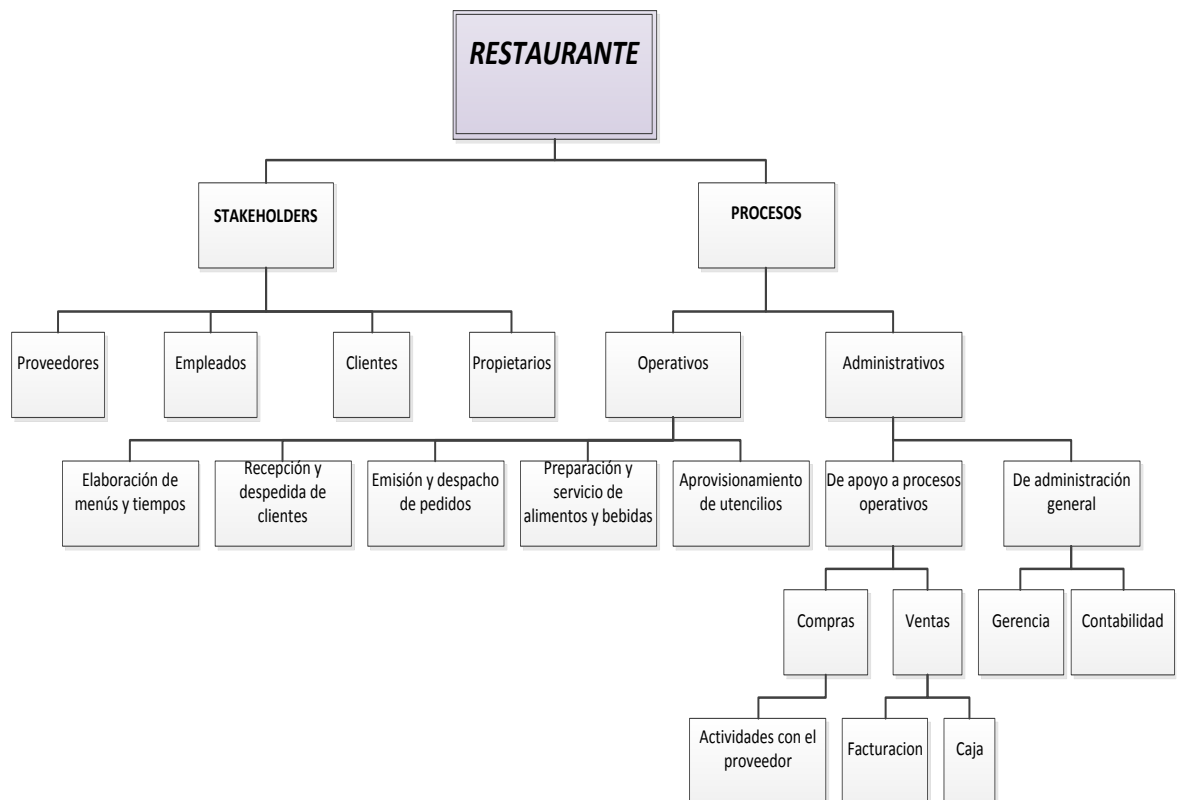 RESTAURANTE
STAKEHOLDERS
PROCESOS
Proveedores
Empleados
Clientes
Propietarios
Operativos
Administrativos
Elaboración de
menús y tiempos
Recepción y
despedida de
clientes
Emisión y despacho
de pedidos
Preparación y
servicio de
alimentos y bebidas
Aprovisionamiento
de utencilios
De apoyo a procesos
operativos
De administración
general
Compras
Ventas
Gerencia
Contabilidad
Actividades con el
proveedor
Facturacion
Caja